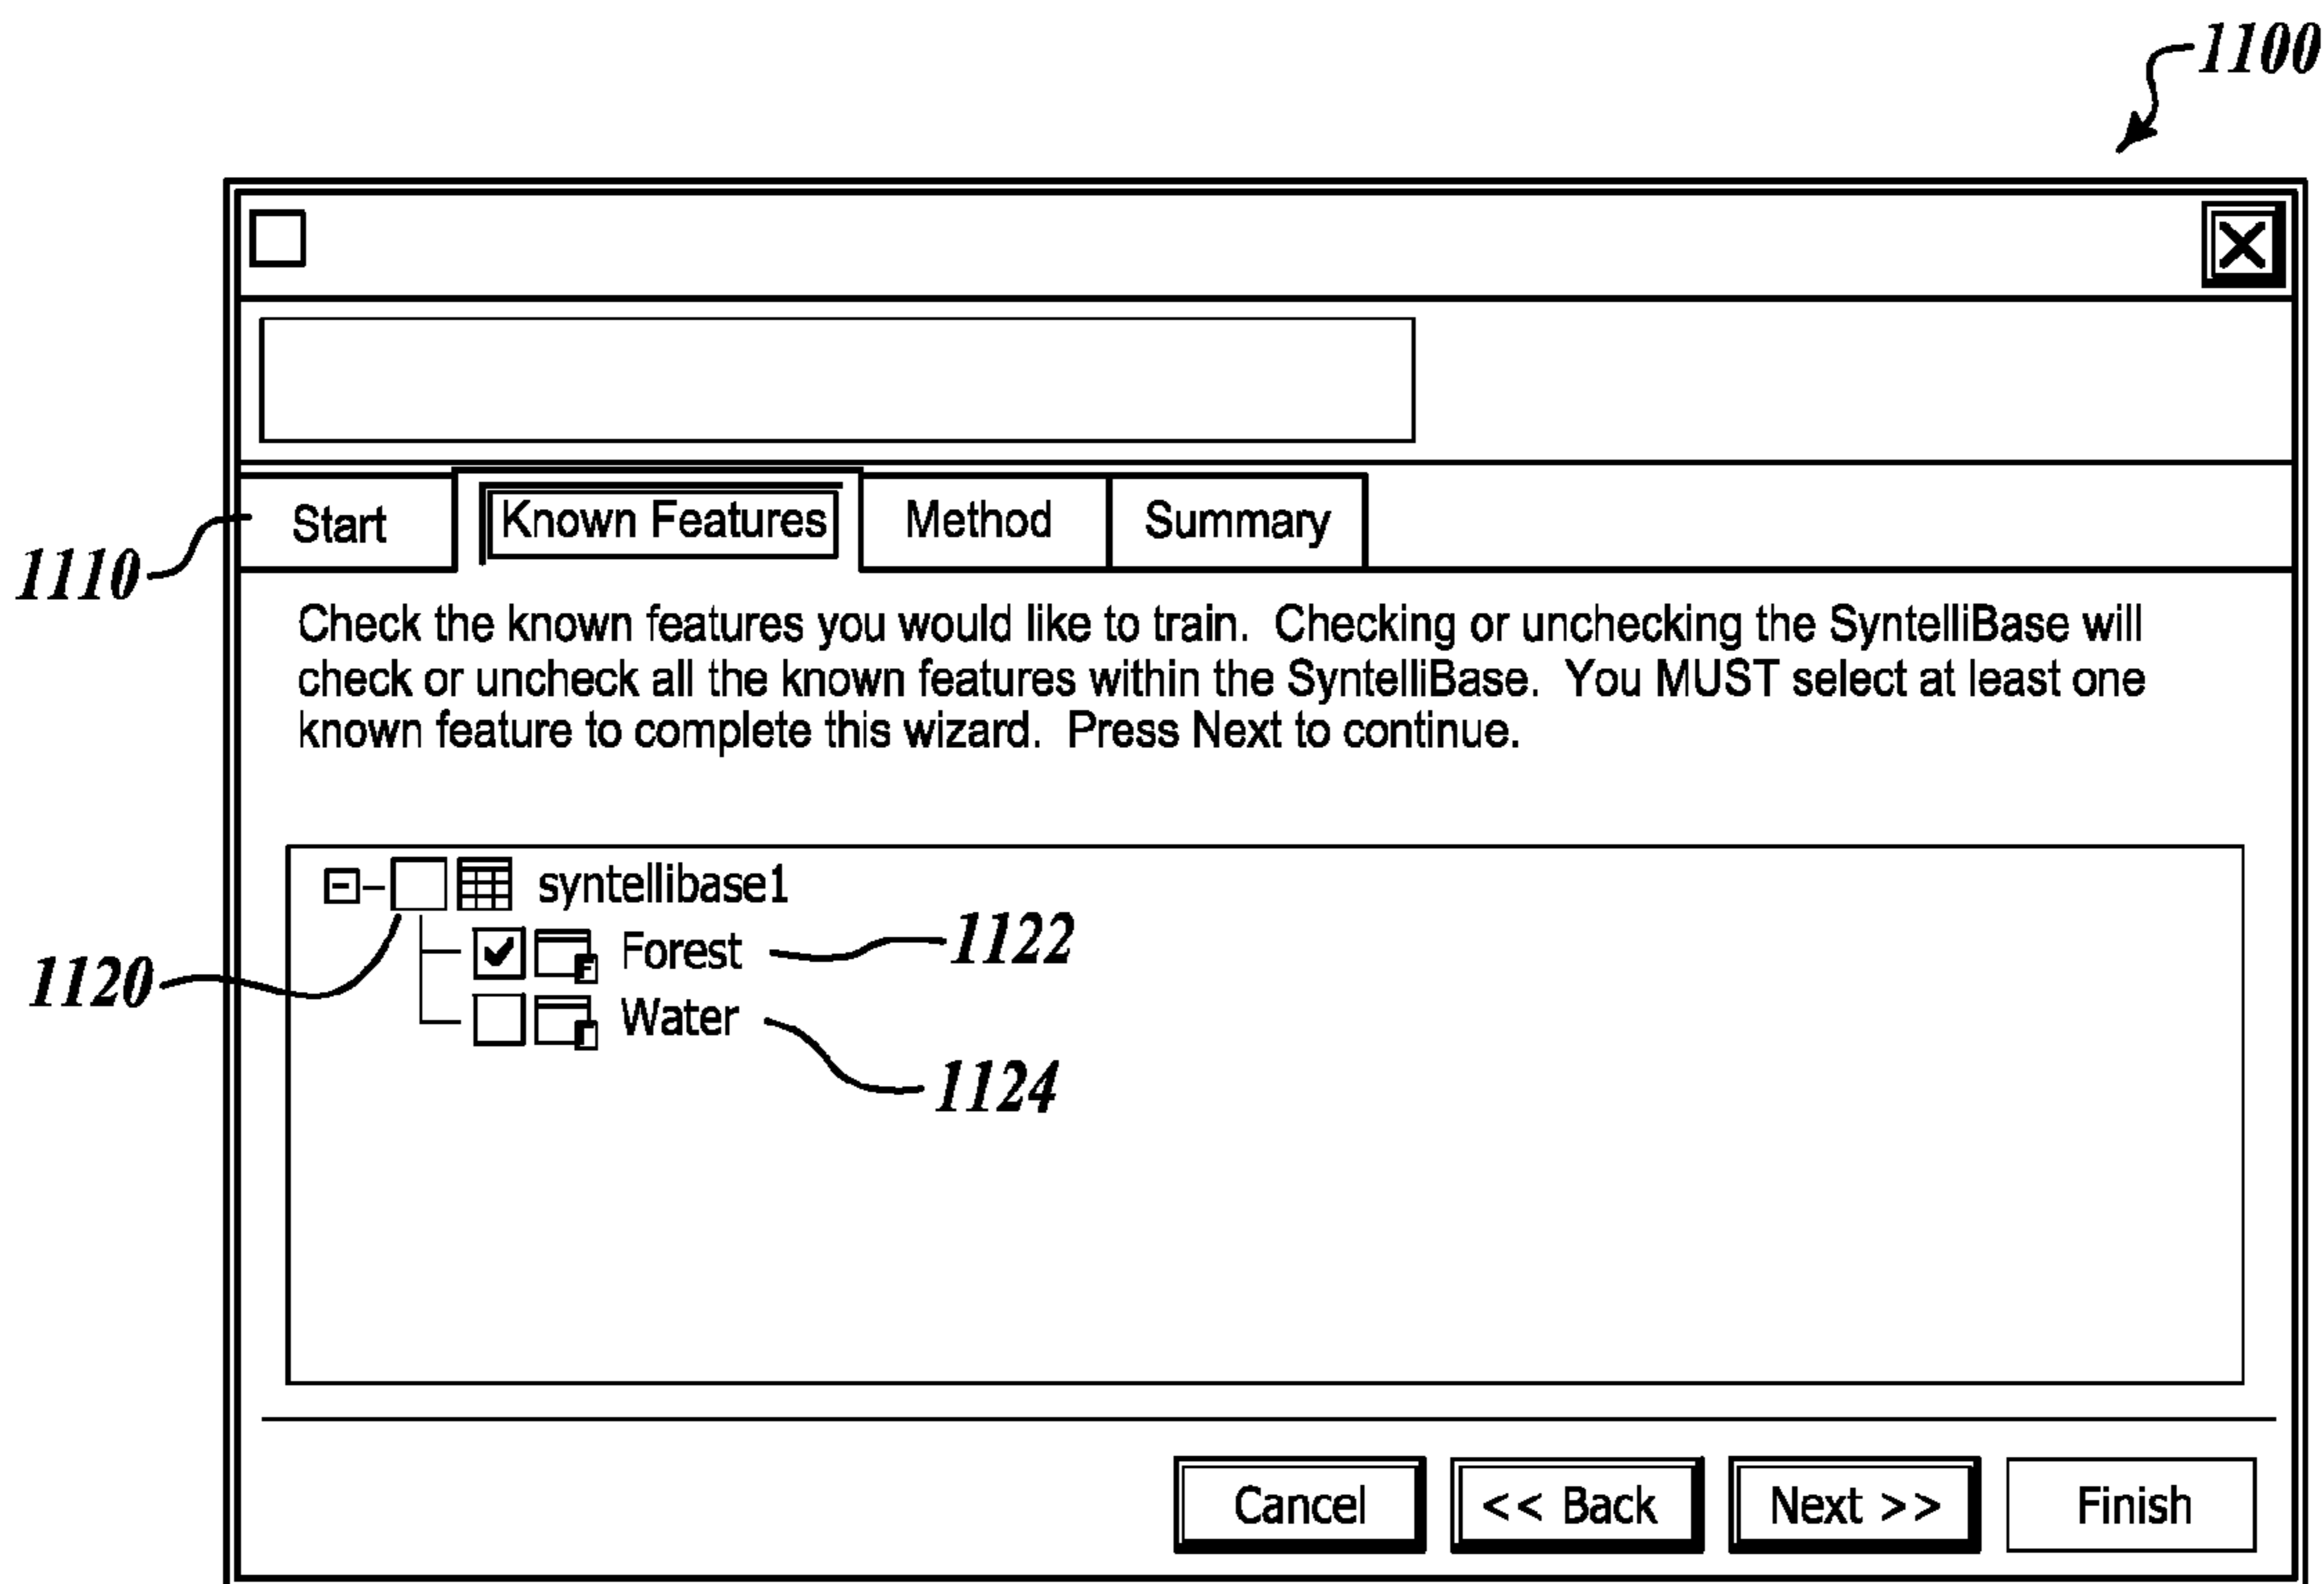 1100
Start Known Features Method Summary
1110
Check the known features you would like to train. Checking or unchecking the SyntelliBase will
check or uncheck all the known features within the SyntelliBase. You MUST select at least one
known feature to complete this wizard. Press Next to continue.
syntellibase1
F Forest 1122
1120
Water
1124
Cancel << Back Next >> Finish